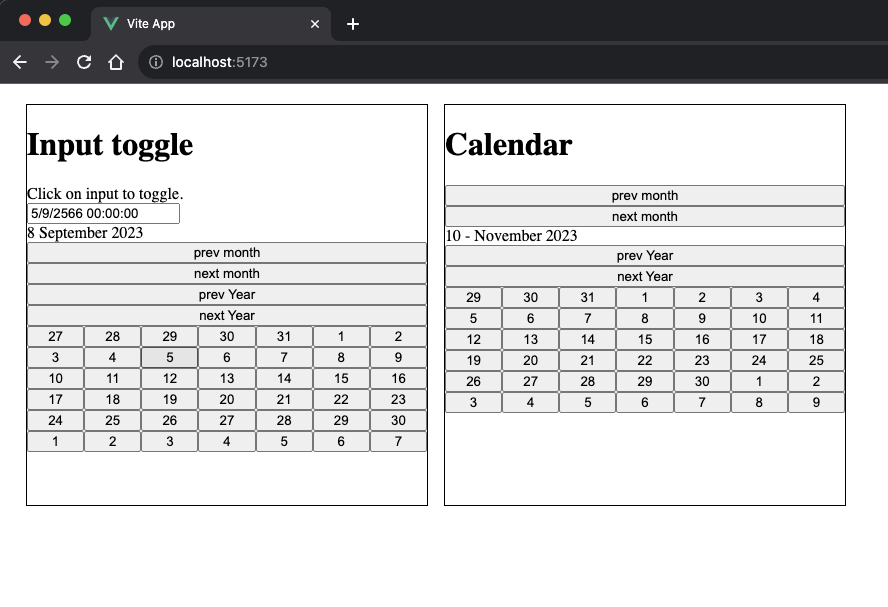 Vite App
localhost:5173
Input toggle
Click on input to toggle.
5/9/2566 00:00:00
8 September 2023
prev month
next month
prev Year
next Year
27 28 29 30 31 1 2
3 4 5 6 7 8 9
10 11 12 13 14 15 16
17 18 19 20 21 22 23
24 25 26 27 28 29 30
1 2 3 4 5 6 7
Calendar
prev month
next month
10 - November 2023
prev Year
next Year
29 30 31 1 2 3 4
5 6 7 8 9 10 11
12 13 14 15 16 17 18
19 20 21 22 23 24 25
26 27 28 29 30 1 2
3 4 5 6 7 8 9